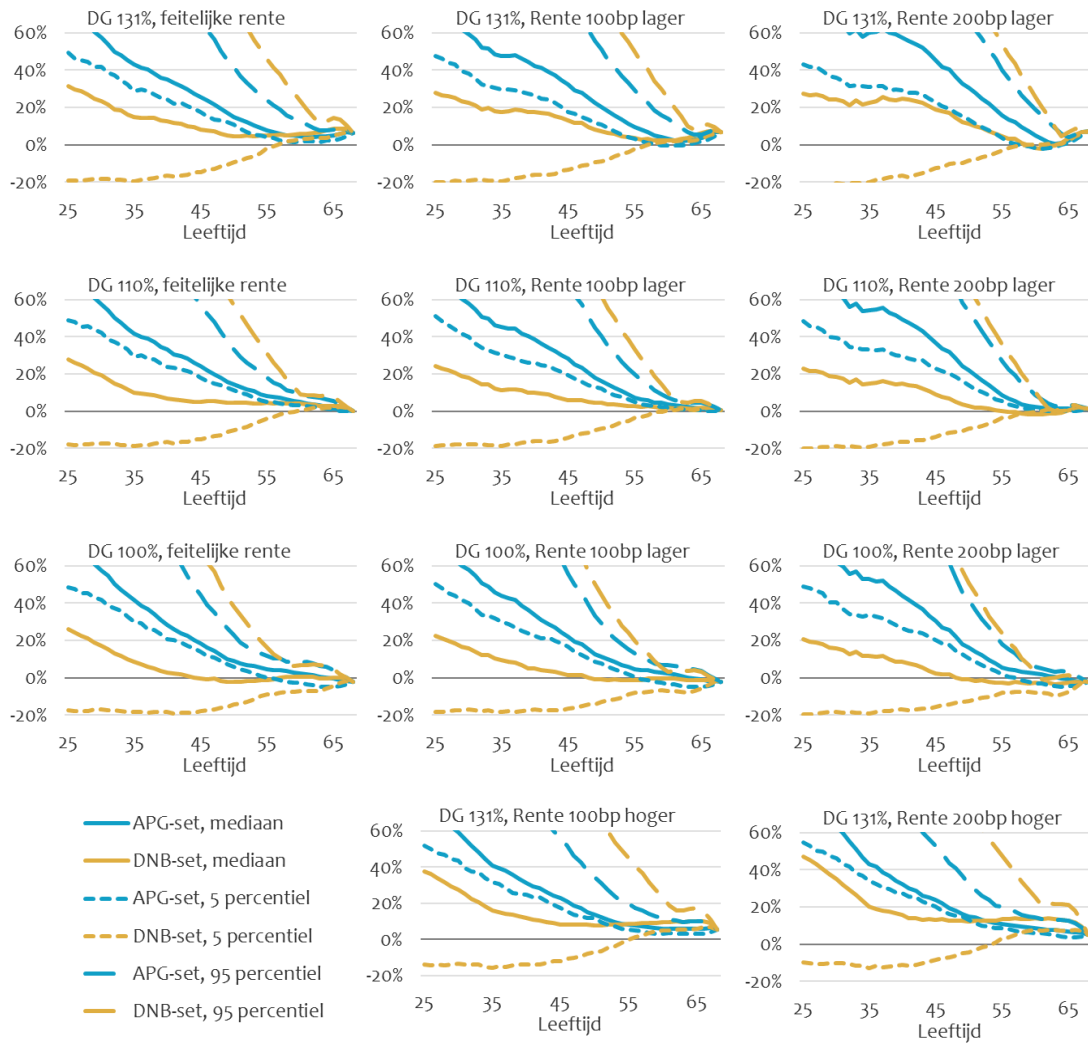 DG 131%, feitelijke rente
60%
40%
20%
0%
-20%
25 35 45 55 65
Leeftijd
DG 131%, Rente 100bp lager
60%
40%
20%
0%
-20%
25 35 45 55 65
Leeftijd
DG 131%, Rente 200bp lager
60%
40%
20%
0%
-20%
25 35 45 55 65
Leeftijd
DG 110%, feitelijke rente
60%
40%
20%
0%
-20%
25 35 45 55 65
Leeftijd
DG 110%, Rente 100bp lager
60%
40%
20%
0%
-20%
25 35 45 55 65
Leeftijd
DG 110%, Rente 200bp lager
60%
40%
20%
0%
-20%
25 35 45 55 65
Leeftijd
DG 100%, feitelijke rente
60%
40%
20%
0%
-20%
25 35 45 55 65
Leeftijd
DG 100%, Rente 100bp lager
60%
40%
20%
0%
-20%
25 35 45 55 65
Leeftijd
DG 100%, Rente 200bp lager
60%
40%
20%
0%
-20%
25 35 45 55 65
Leeftijd
APG-set, mediaan
DNB-set, mediaan
APG-set, 5 percentiel
DNB-set, 5 percentiel
APG-set, 95 percentiel
DNB-set, 95 percentiel
DG 131%, Rente 100bp hoger
60%
40%
20%
0%
-20%
25 35 45 55 65
Leeftijd
DG 131%, Rente 200bp hoger
60%
40%
20%
0%
-20%
25 35 45 55 65
Leeftijd